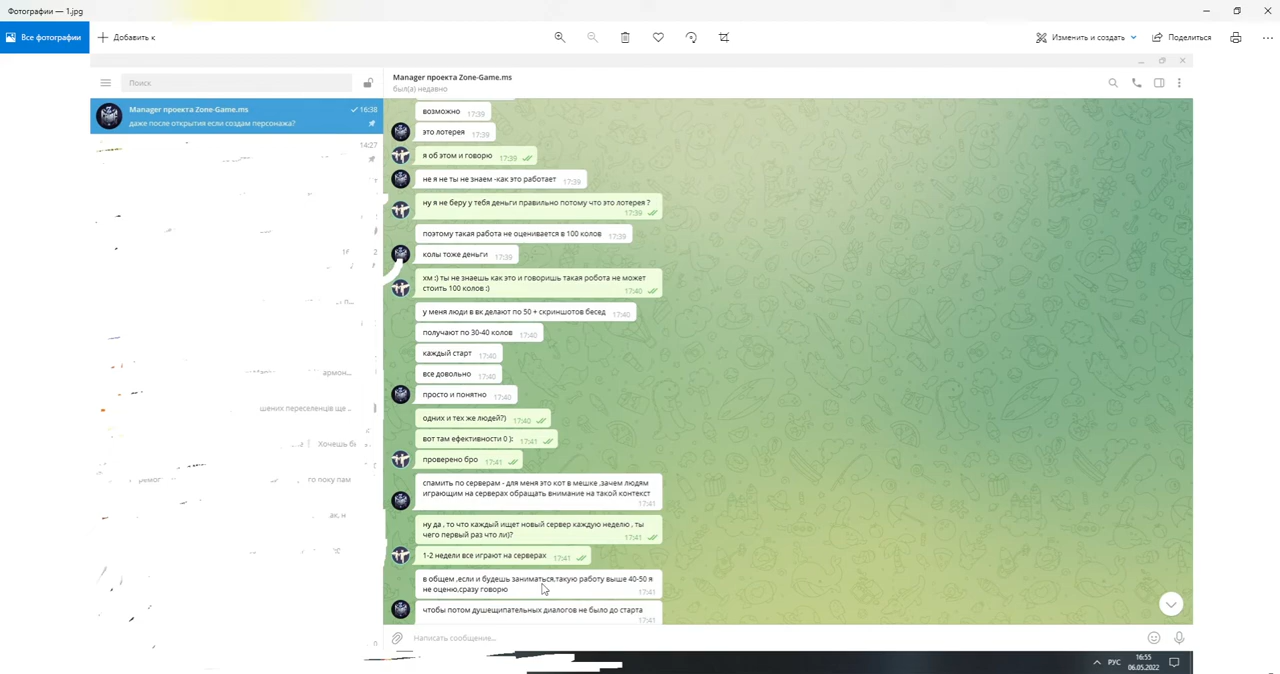 Фотографии — 1.jpg
Все фотографии
Добавить к
Изменить и создать
Поделиться
Поиск
Manager проекта Zone-Game.ms
был(а) недавно
Manager проекта Zone-Game.ms
16:38
даже после открытия если создам персонажа?
14:27
армон...
шених переселенців ще ..
Хочешь бы
го поку пам
возможно 17:39
это лотерея 17:39
я об этом и говорю 17:39
не я не ты не знаем -как это работает 17:39
ну я не беру у тебя деньги правильно потому что это лотерея ?
17:39
поэтому такая работа не оценивается в 100 колов 17:39
колы тоже деньги 17:39
хм :) ты не знаешь как это и говоришь такая робота не может
стоить 100 колов :)
17:40
у меня люди в вк делают по 50 + скриншотов бесед 17:40
получают по 30-40 колов 17:40
каждый старт 17:40
все довольно 17:40
просто и понятно 17:40
одних и тех же людей?) 17:40
вот там ефективности 0 ): 17:41
проверено бро 17:41
спамить по серверам - для меня это кот в мешке .зачем людям
играющим на серверах обращать внимание на такой контекст
17:41
ну да , то что каждый ищет новый сервер каждую неделю , ты
чего первый раз что ли)?
17:41
1-2 недели все играют на серверах 17:41
в общем .если и будешь заниматься,такую работу выше 40-50 я
не оценю,сразу говорю
17:41
чтобы потом душещипательных диалогов не было до старта
17:41
Написать сообщение...
РУС
16:55
06.05.2022